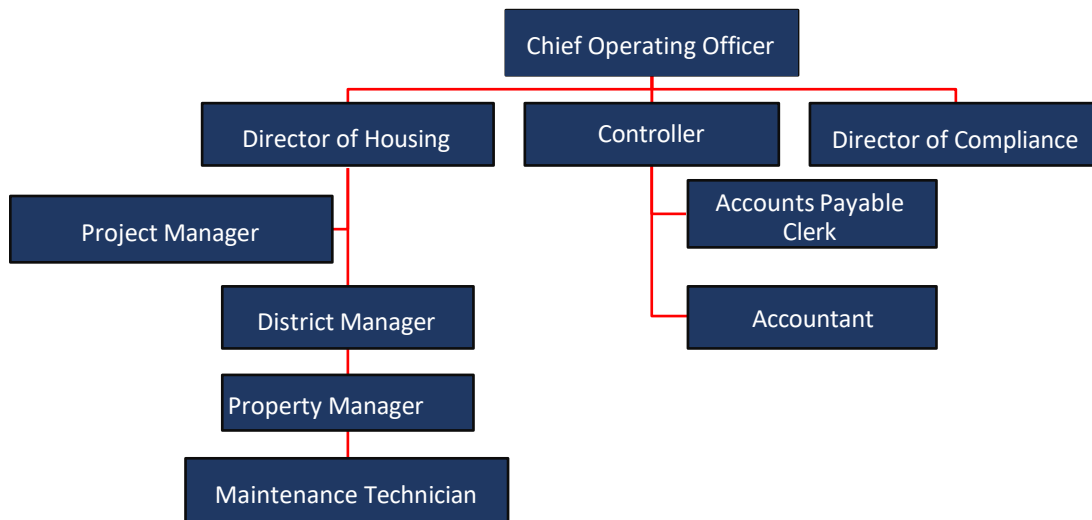 Chief Operating Officer
Director of Housing
Controller
Director of Compliance
Project Manager
Accounts Payable
Clerk
District Manager
Accountant
Property Manager
Maintenance Technician